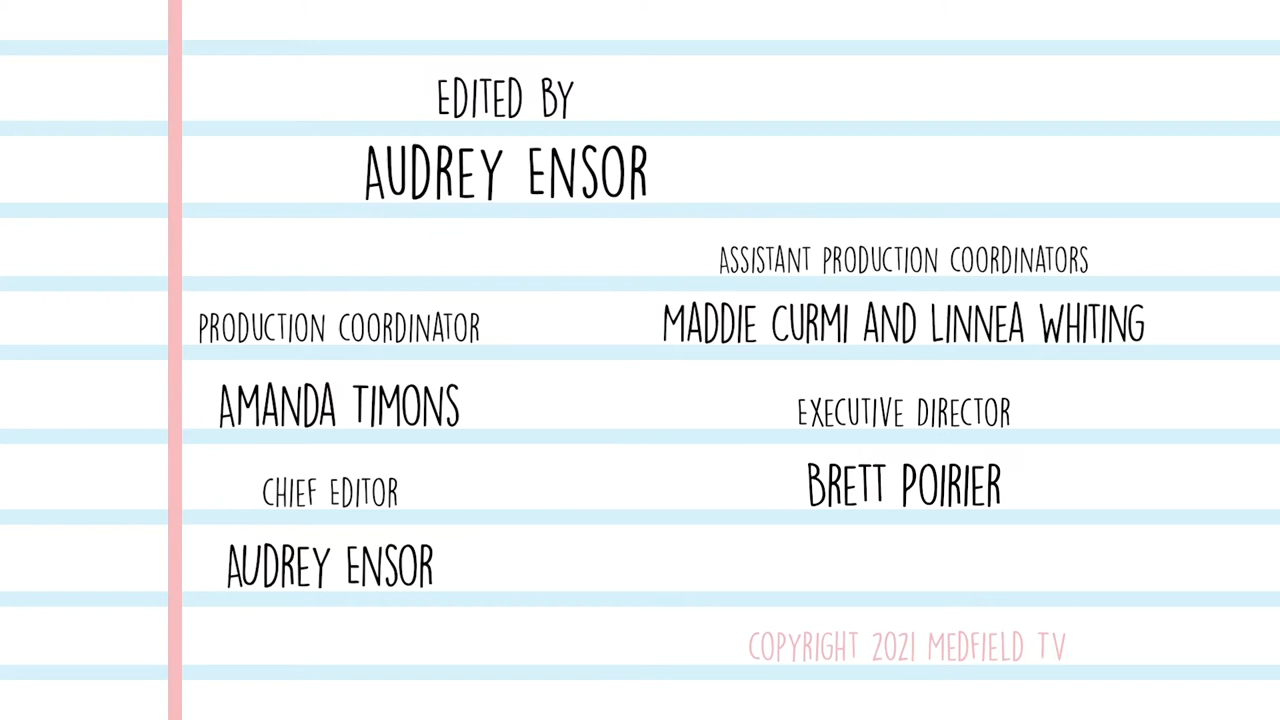 EDITED BY
AUDREY ENSOR
PRODUCTION COORDINATOR
AMANDA TIMONS
CHIEF EDITOR
AUDREY ENSOR
ASSISTANT PRODUCTION COORDINATORS
MADDIE CURMI AND LINNEA WHITING
EXECUTIVE DIRECTOR
BRETT POIRIER
COPYRIGHT 2021 MEDFIELD TV